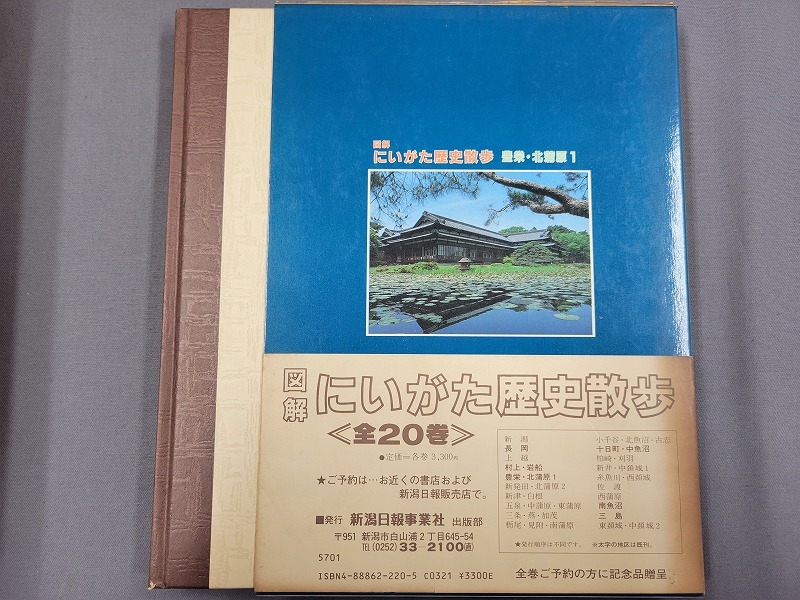 図解
にいがた歴史散歩 豊栄・北蒲原1
図解 にいがた歴史散歩
≪全20巻≫
●定価=各巻 3,300円
★ご予約は…お近くの書店および
新潟日報販売店で。
■発行 新潟日報事業社 出版部
〒951 新潟市白山浦2丁目645-54
TEL(0252)33-2100(直)
5701
ISBN4-88862-220-5 C0321 ¥3300E
新潟
長岡
上越
村上・岩船
豊栄・北蒲原1
新発田・北蒲原2
新津・白根
五泉・中蒲原・東蒲原
三条・燕・加茂
栃尾・見附・南蒲原
小千谷・北魚沼・古志
十日町・中魚沼
柏崎・刈羽
新井・中頸城1
糸魚川・西頸城
佐渡
西蒲原
南魚沼
三島
東頸城・中頸城2
★発行順序は不同です。 ※太字の地区は既刊。
全巻ご予約の方に記念品贈呈